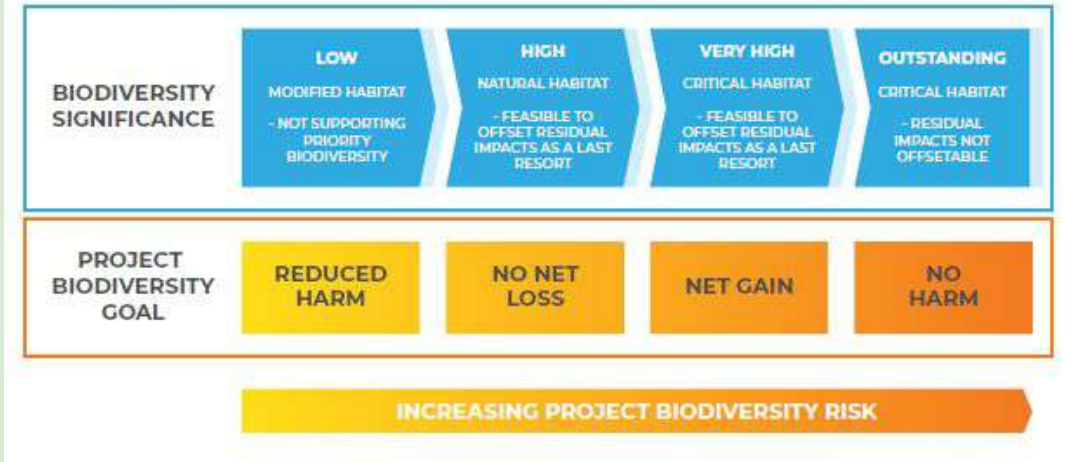 BIODIVERSITY
SIGNIFICANCE
LOW
MODIFIED HABITAT
- NOT SUPPORTING
PRIORITY
BIODIVERSITY
HIGH
NATURAL HABITAT
- FEASIBLE TO
OFFSET RESIDUAL
IMPACTS AS A LAST
RESORT
VERY HIGH
CRITICAL HABITAT
- FEASIBLE TO
OFFSET RESIDUAL
IMPACTS AS A LAST
RESORT
OUTSTANDING
CRITICAL HABITAT
- RESIDUAL
IMPACTS NOT
OFFSETABLE
PROJECT
BIODIVERSITY
GOAL
REDUCED
HARM
NO NET
LOSS
NET GAIN
NO
HARM
INCREASING PROJECT BIODIVERSITY RISK